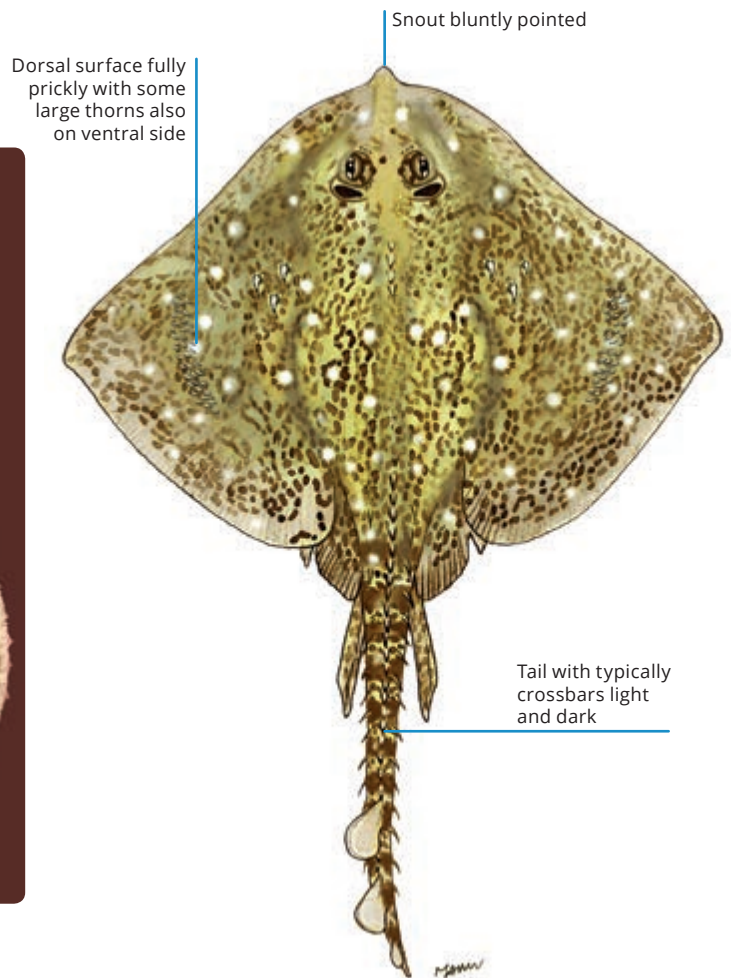 Snout bluntly pointed
Dorsal surface fully
prickly with some
large thorns also
on ventral side
Tail with typically
crossbars light
and dark